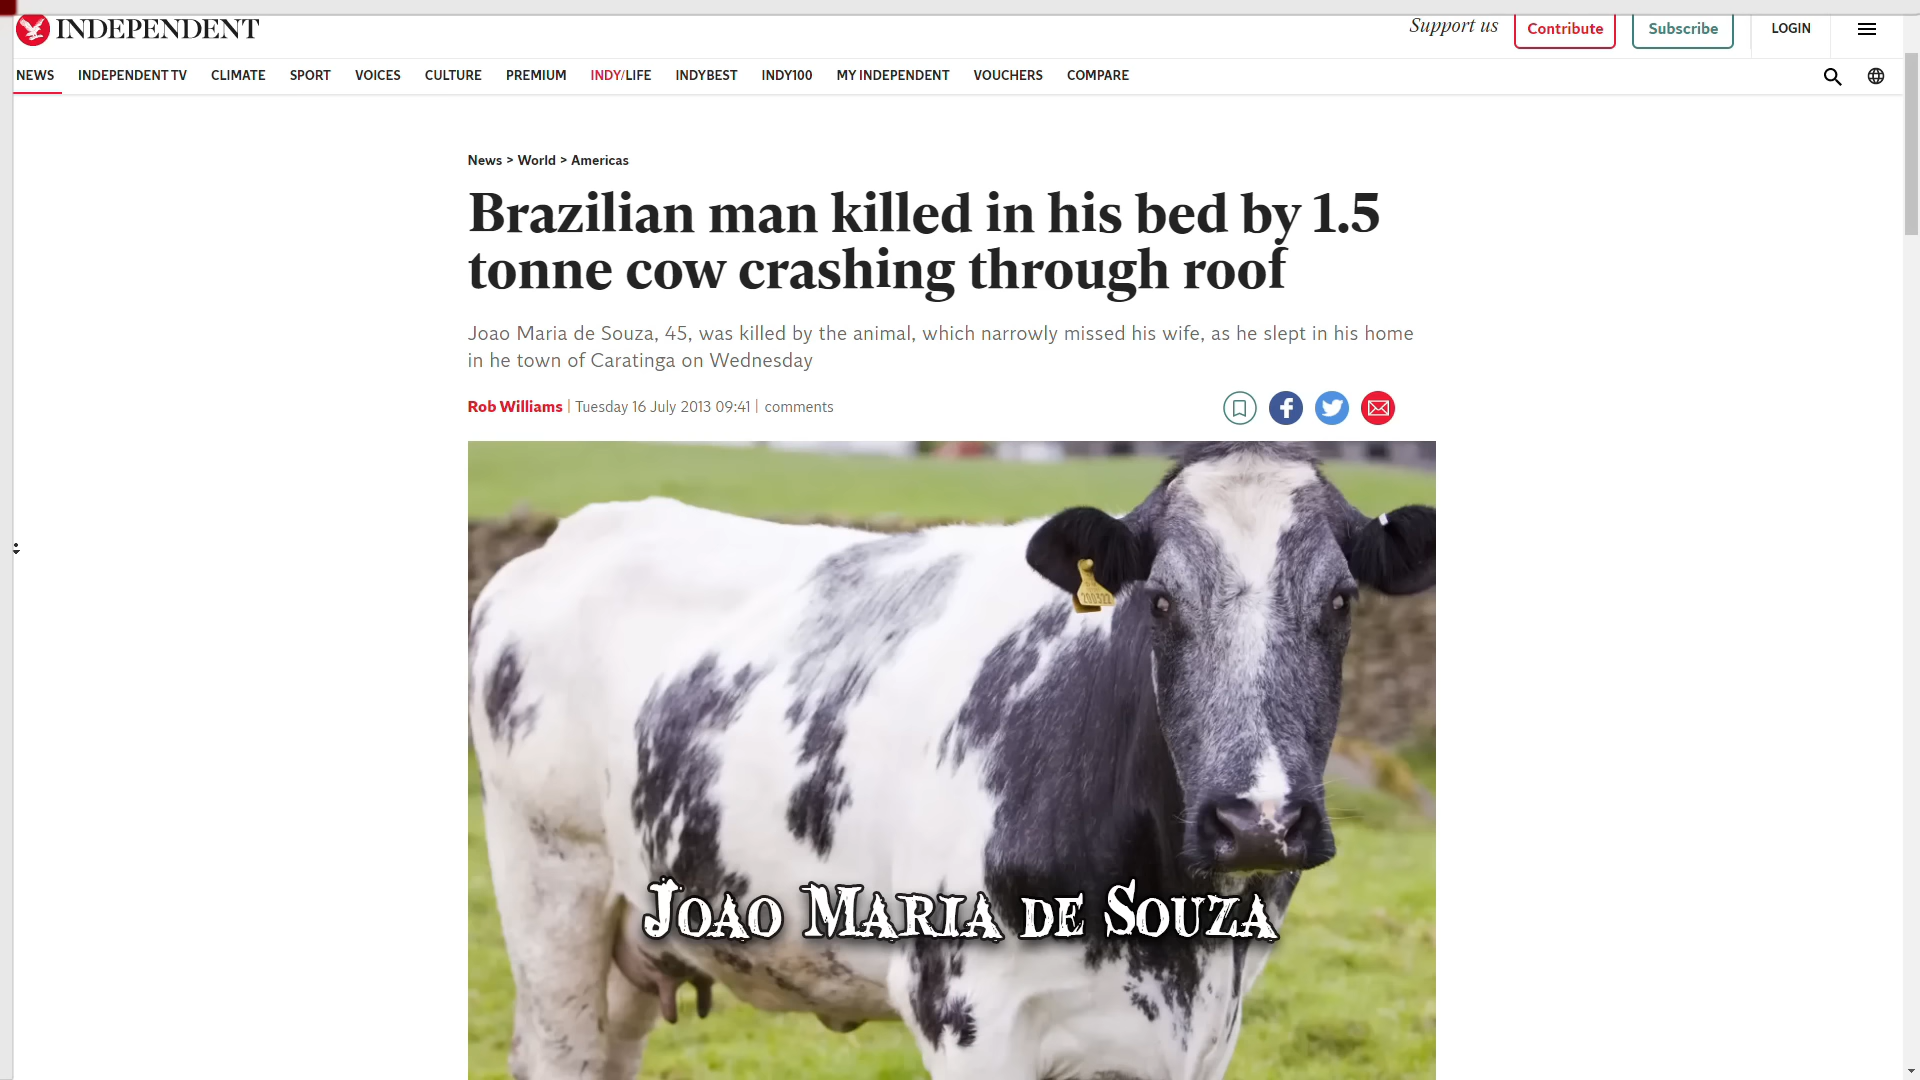 INDEPENDENT
Support us
Contribute
Subscribe
LOGIN
NEWS INDEPENDENT TV CLIMATE SPORT VOICES CULTURE PREMIUM INDY/LIFE INDYBEST INDY100 MY INDEPENDENT VOUCHERS COMPARE
News > World > Americas
Brazilian man killed in his bed by 1.5
tonne cow crashing through roof
Joao Maria de Souza, 45, was killed by the animal, which narrowly missed his wife, as he slept in his home
in he town of Caratinga on Wednesday
Rob Williams | Tuesday 16 July 2013 09:41 | comments
200322
Joao Maria de Souza